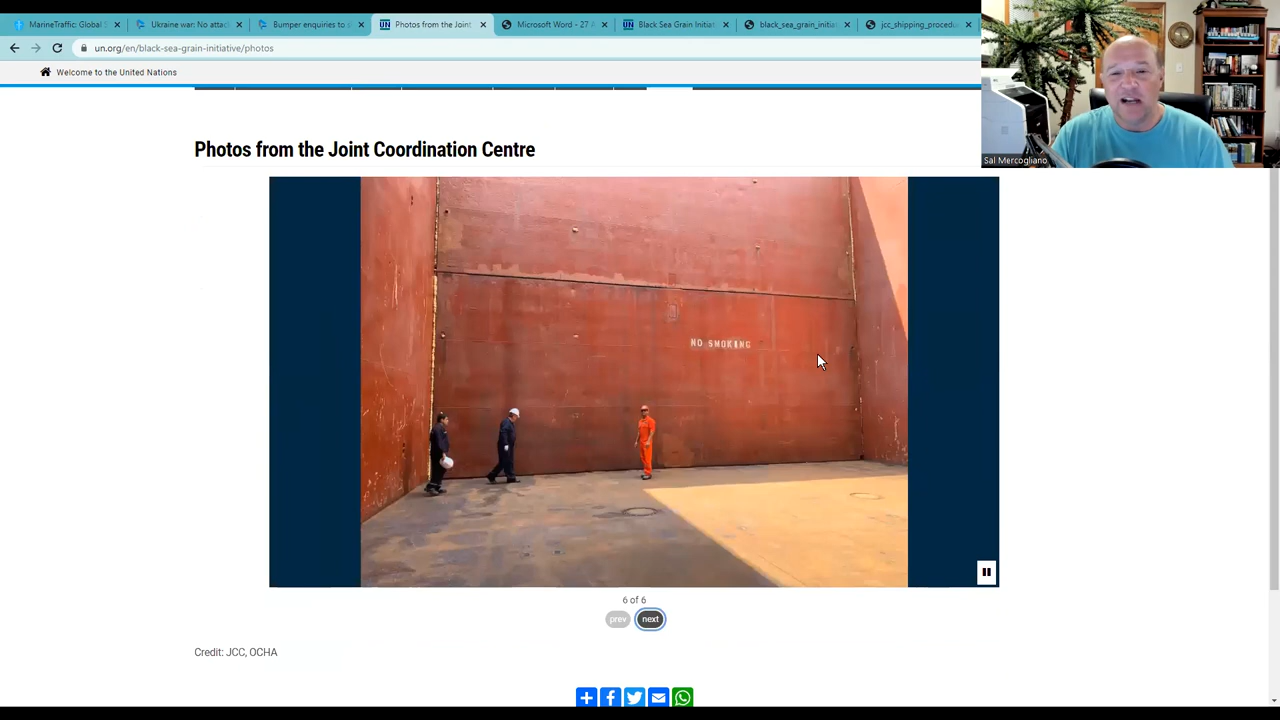 MarineTraffic: Global S
Ukraine war: No attac
Bumper enquiries to
Photos from the Joint
Microsoft Word - 27 A
Black Sea Grain Initiat
black_sea_grain_initiat
jcc_shipping_procedu
un.org/en/black-sea-grain-initiative/photos
Welcome to the United Nations
Sal Mercogliano
Photos from the Joint Coordination Centre
NO SMOKING
6 of 6
prev
next
Credit: JCC, OCHA